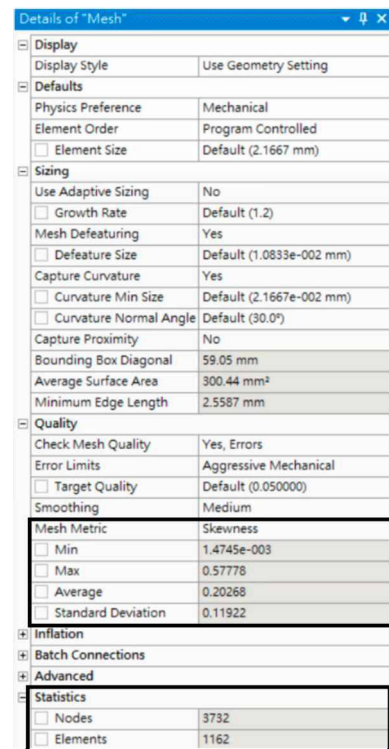 Details of "Mesh"
Display
Display Style Use Geometry Setting
Defaults
Physics Preference Mechanical
Element Order Program Controlled
Element Size Default (2.1667 mm)
Sizing
Use Adaptive Sizing No
Growth Rate Default (1.2)
Mesh Defeaturing Yes
Defeature Size Default (1.0833e-002 mm)
Capture Curvature Yes
Curvature Min Size Default (2.1667e-002 mm)
Curvature Normal Angle Default (30.0°)
Capture Proximity No
Bounding Box Diagonal 59.05 mm
Average Surface Area 300.44 mm²
Minimum Edge Length 2.5587 mm
Quality
Check Mesh Quality Yes, Errors
Error Limits Aggressive Mechanical
Target Quality Default (0.050000)
Smoothing Medium
Mesh Metric Skewness
Min 1.4745e-003
Max 0.57778
Average 0.20268
Standard Deviation 0.11922
Inflation
Batch Connections
Advanced
Statistics
Nodes 3732
Elements 1162